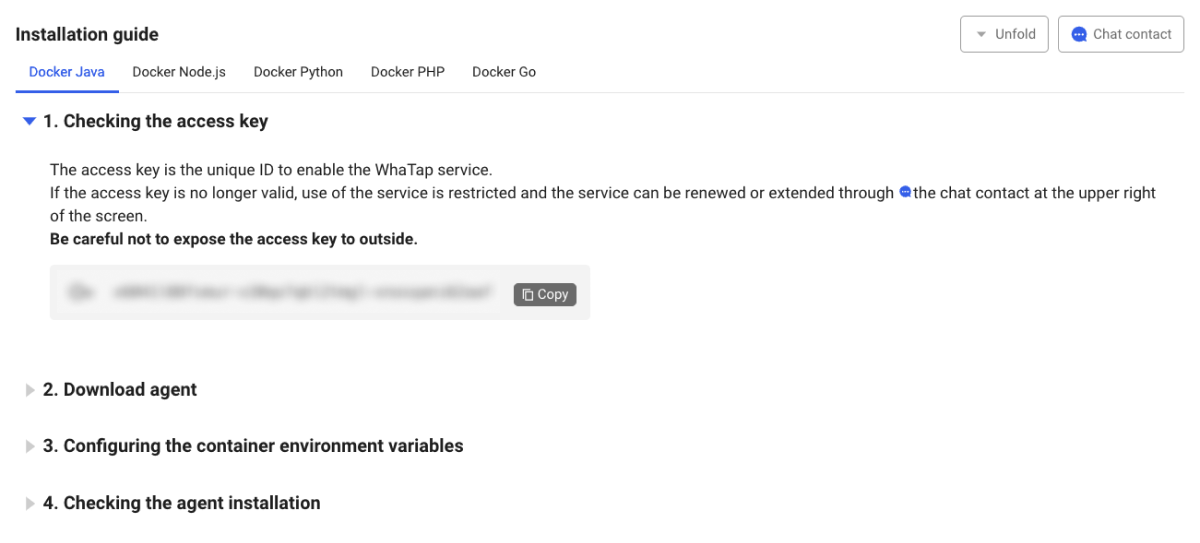 Installation guide
Unfold
Chat contact
Docker Java
Docker Node.js
Docker Python
Docker PHP
Docker Go
1. Checking the access key
The access key is the unique ID to enable the WhaTap service.
If the access key is no longer valid, use of the service is restricted and the service can be renewed or extended through the chat contact at the upper right
of the screen.
Be careful not to expose the access key to outside.
Copy
2. Download agent
3. Configuring the container environment variables
4. Checking the agent installation